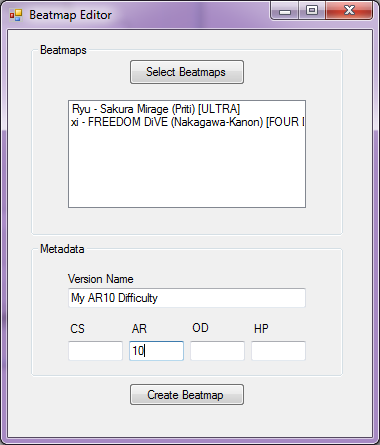 Beatmap Editor
Beatmaps
Select Beatmaps
Ryu - Sakura Mirage (Priti) [ULTRA]
xi - FREEDOM DiVE (Nakagawa-Kanon) [FOUR
Metadata
Version Name
My AR10 Difficulty
CS AR OD HP
10
Create Beatmap